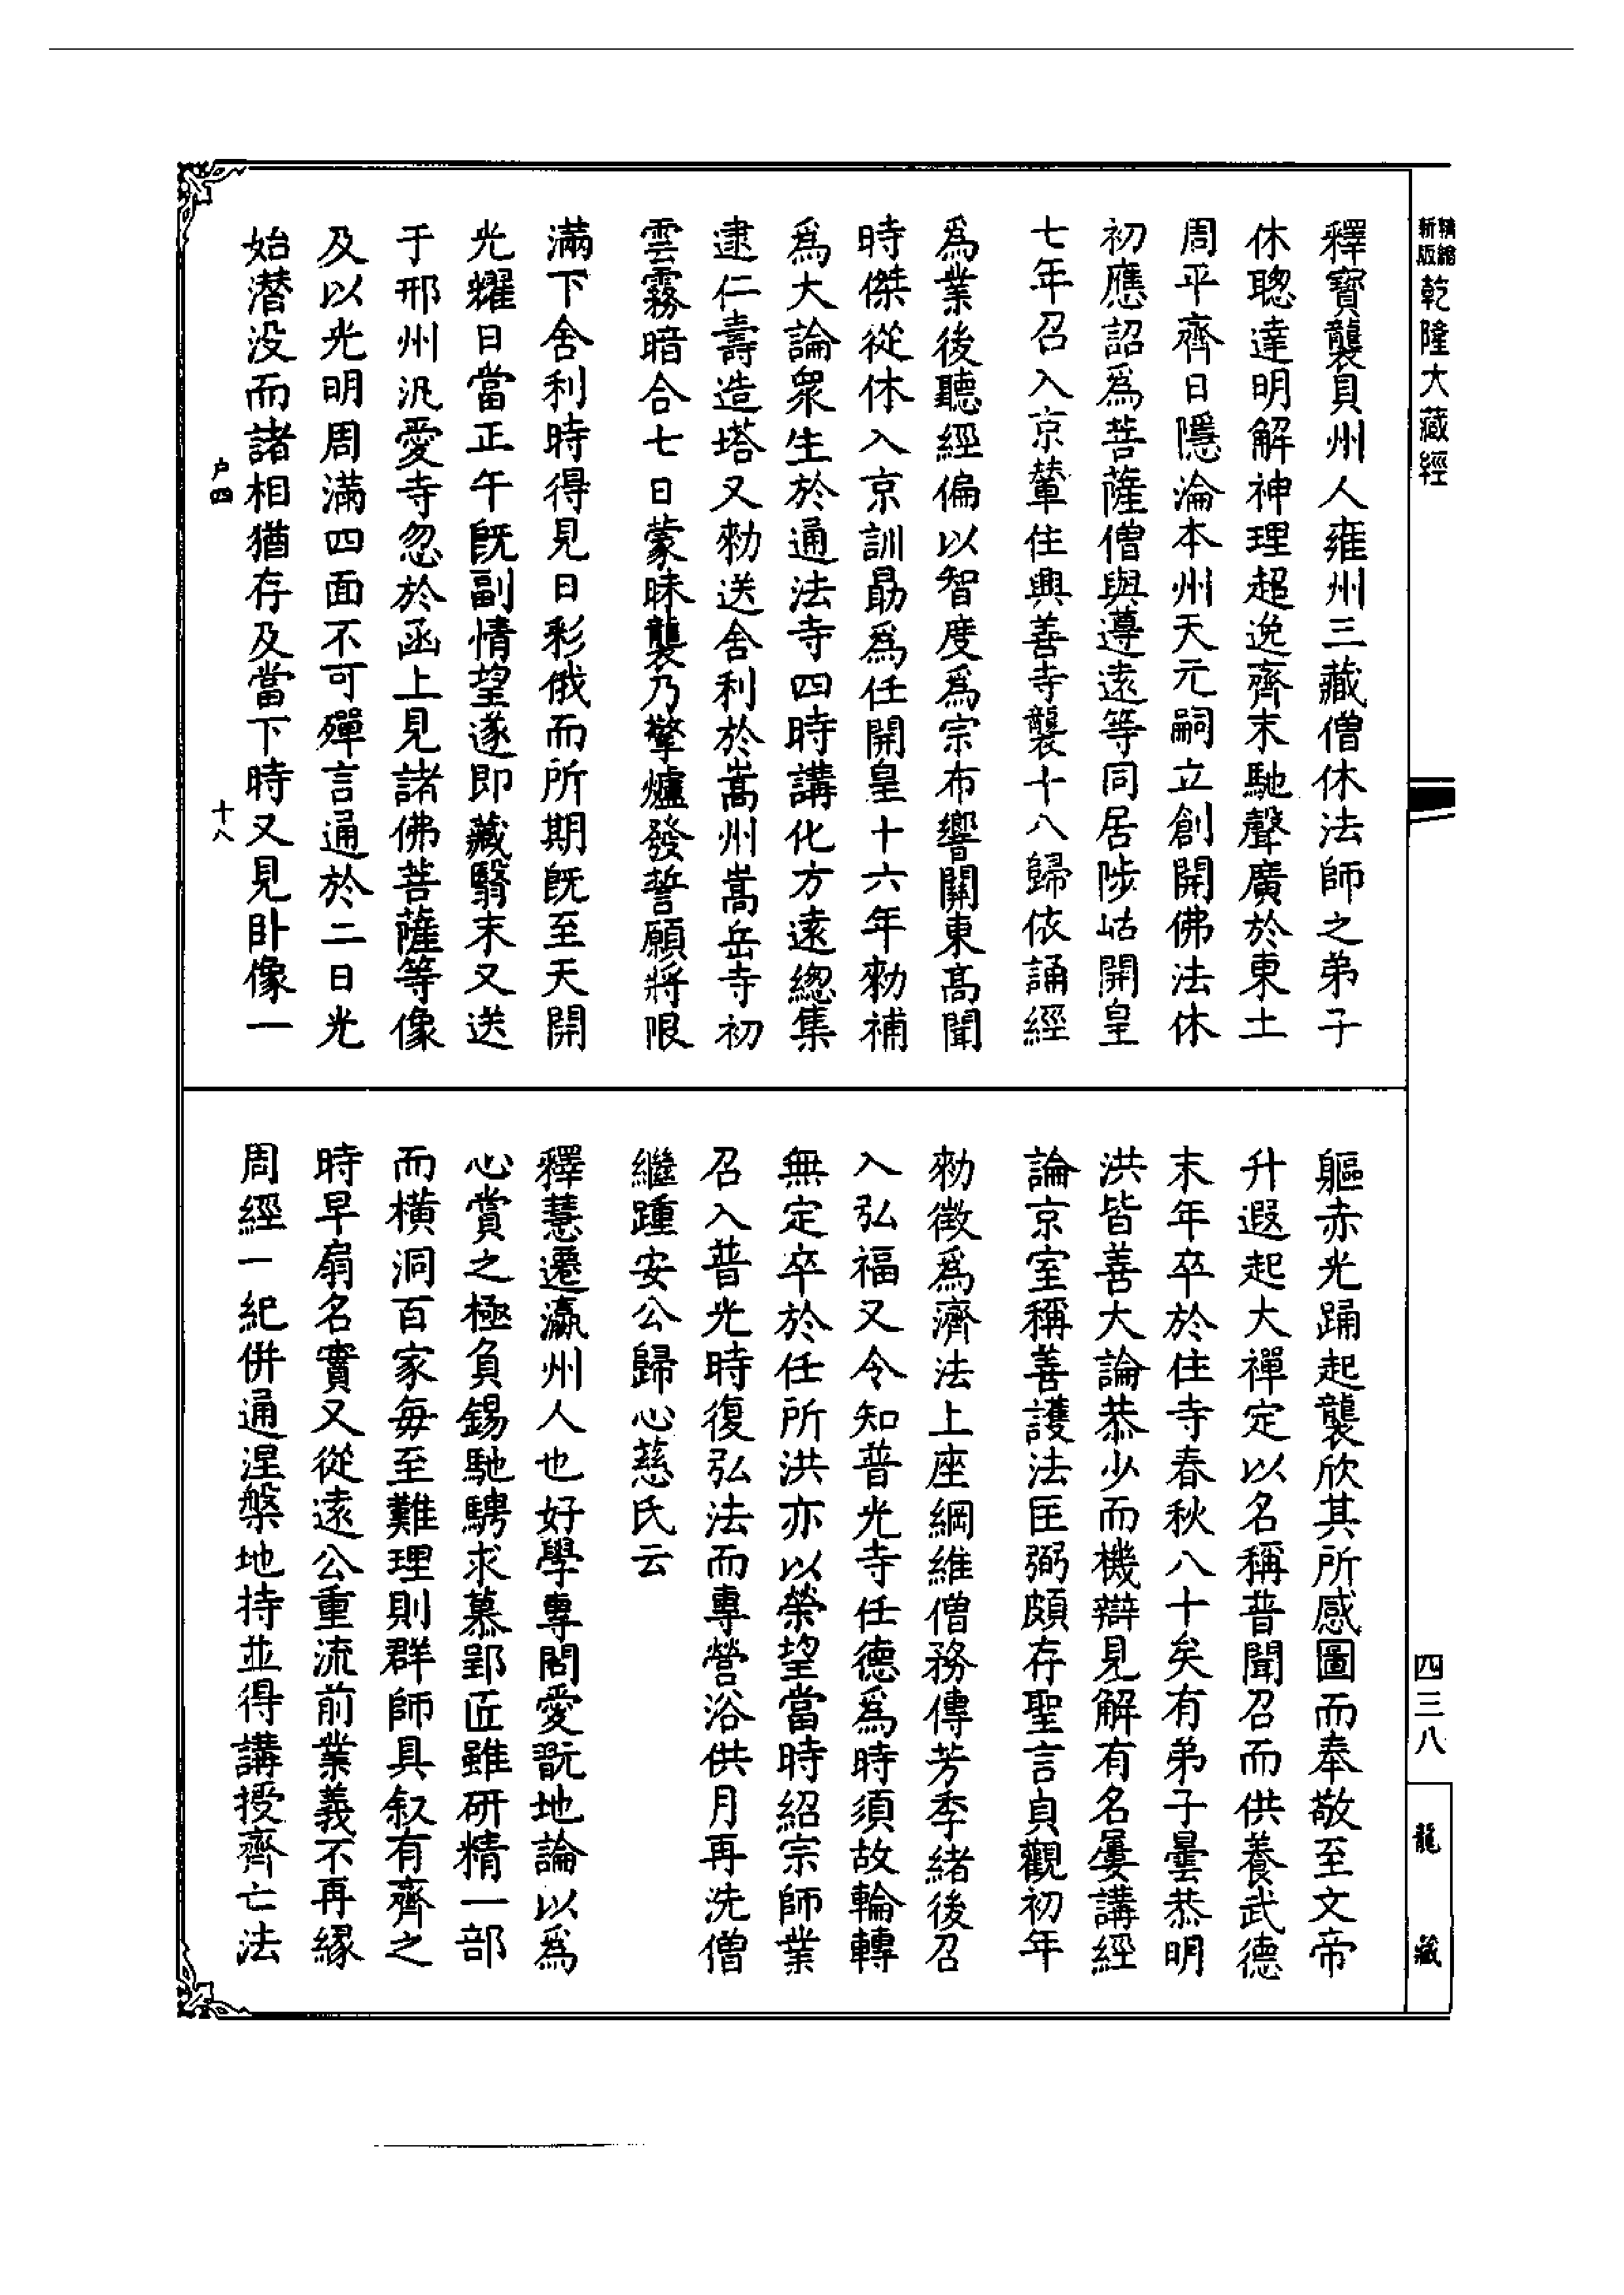 精縮新版乾隆大藏經
釋寶襲貝州人雍州三藏僧休法師之弟子
休聰達明解神理超逸齊末馳聲廣於東土
周平齊日隱淪本州天元嗣立創開佛法休
初應詔爲菩薩僧與遵遠等同居陟岵開皇
七年召入京輦住興善寺襲十八歸依誦經
爲業後聽經偏以智度爲宗布響關東髙聞
時傑從休入京訓勗爲任開皇十六年勑補
爲大論衆生於通法寺四時講化方遠緫集
逮仁壽造塔又勑送舍利於嵩州嵩岳寺初
雲霧暗合七日蒙昧襲乃擎爐發誓願將限
滿下舍利時得見日彩俄而所期旣至天開
光耀日當正午旣副情望遂即藏翳末又送
于邢州汎愛寺忽於函上見諸佛菩薩等像
及以光明周滿四面不可殫言通於二日光
始潜没而諸相猶存及當下時又見卧像一
户四
十八
軀赤光踊起襲欣其所感圖而奉敬至文帝
升遐起大禪定以名稱普聞召而供養武德
末年卒於住寺春秋八十矣有弟子曇恭明
洪皆善大論恭少而機辯見解有名屢講經
論京室稱善護法匡弼頗存聖言貞觀初年
勑徴爲濟法上座綱維僧務傳芳季緒後召
入弘福又令知普光寺任德爲時須故輪轉
無定卒於任所洪亦以榮望當時紹宗師業
召入普光時復弘法而專營浴供月再洗僧
繼踵安公歸心慈氏云
釋慧遷瀛州人也好學專問愛翫地論以爲
心賞之極負錫馳騁求慕郢匠雖研精一部
而橫洞百家每至難理則群師具叙有齊之
時早扇名實又從遠公重流前業義不再緣
周經一紀併通涅槃地持並得講授齊亡法
四三八
龍藏